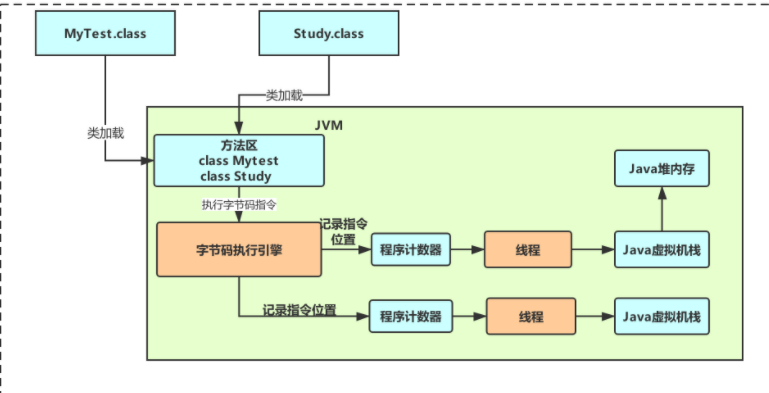 MyTest.class
Study.class
类加载
类加载
JVM
方法区
class Mytest
class Study
执行字节码指令
字节码执行引擎
记录指令
位置
程序计数器
线程
Java虚拟机栈
Java堆内存
记录指令位置
程序计数器
线程
Java虚拟机栈